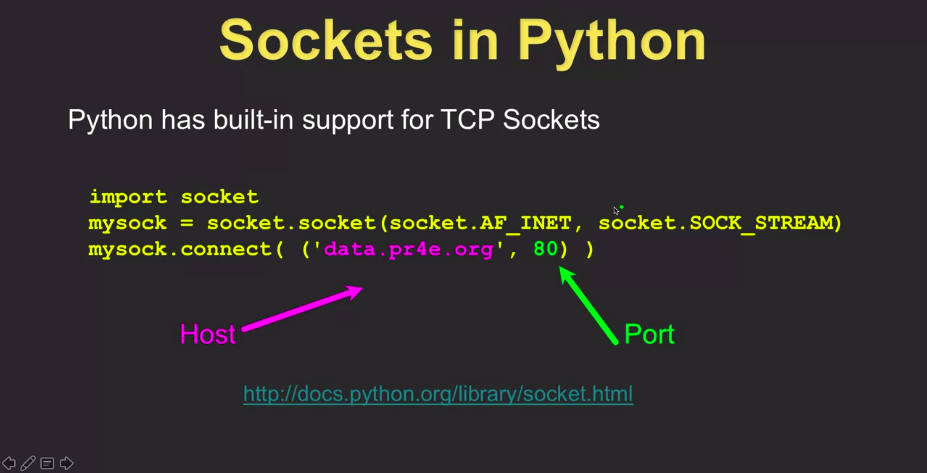 Sockets in Python
Python has built-in support for TCP Sockets
import socket
mysock = socket.socket(socket.AF_INET, socket.SOCK_STREAM)
mysock.connect( ('data.pr4e.org', 80) )
Host
Port
http://docs.python.org/library/socket.html